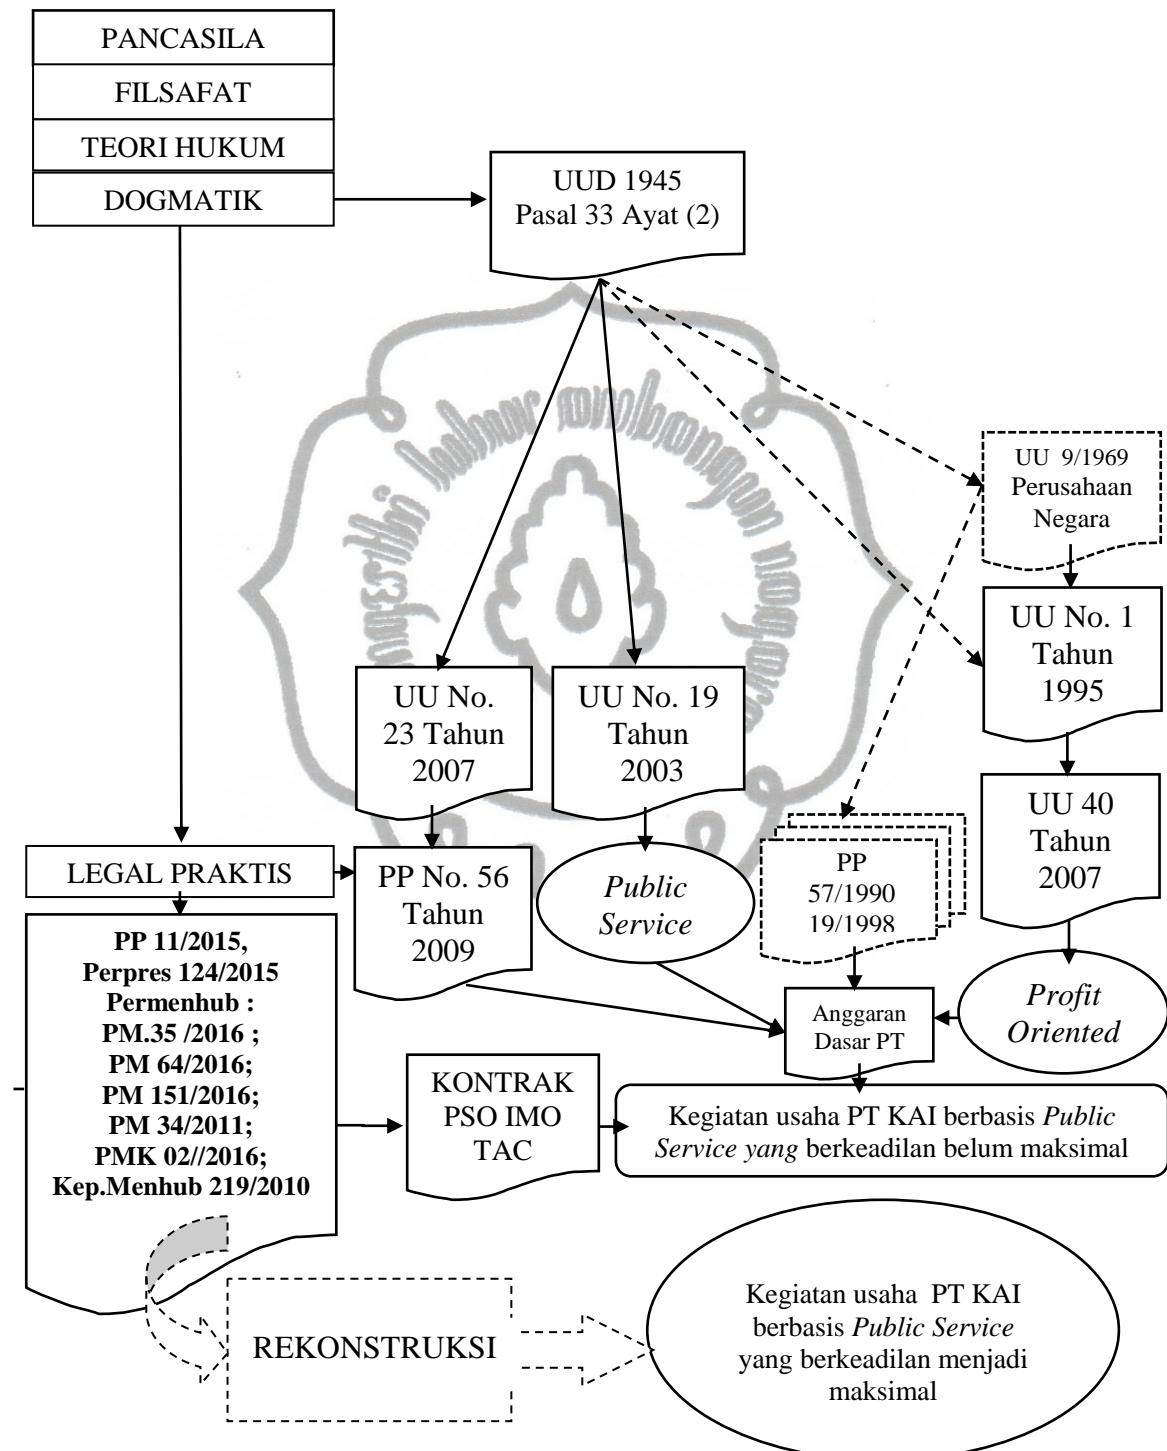 PANCASILA
FILSAFAT
TEORI HUKUM
DOGMATIK
UUD 1945
Pasal 33 Ayat (2)
UU  9/1969
Perusahaan
Negara
UU No. 1
Tahun
1995
UU No.
23 Tahun
2007
UU No. 19
Tahun
2003
UU 40
Tahun
2007
LEGAL PRAKTIS
PP No. 56
Tahun
2009
Public
Service
PP
57/1990
19/1998
PP 11/2015,
Perpres 124/2015
Permenhub :
PM.35 /2016 ;
PM 64/2016;
PM 151/2016;
PM 34/2011;
PMK 02//2016;
Kep.Menhub 219/2010
Anggaran
Dasar PT
Profit
Oriented
KONTRAK
PSO IMO
TAC
Kegiatan usaha PT KAI berbasis Public
Service yang berkeadilan belum maksimal
REKONSTRUKSI
Kegiatan usaha  PT KAI
berbasis Public Service
yang berkeadilan menjadi
maksimal